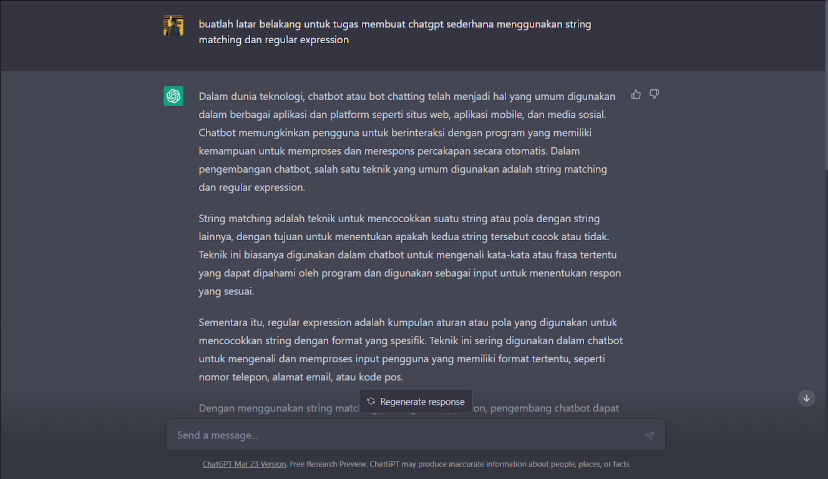 buatlah latar belakang untuk tugas membuat chatgpt sederhana menggunakan string
matching dan regular expression
Dalam dunia teknologi, chatbot atau bot chatting telah menjadi hal yang umum digunakan
dalam berbagai aplikasi dan platform seperti situs web, aplikasi mobile, dan media sosial.
Chatbot memungkinkan pengguna untuk berinteraksi dengan program yang memiliki
kemampuan untuk memproses dan merespons percakapan secara otomatis. Dalam
pengembangan chatbot, salah satu teknik yang umum digunakan adalah string matching
dan regular expression.
String matching adalah teknik untuk mencocokkan suatu string atau pola dengan string
lainnya, dengan tujuan untuk menentukan apakah kedua string tersebut cocok atau tidak.
Teknik ini biasanya digunakan dalam chatbot untuk mengenali kata-kata atau frasa tertentu
yang dapat dipahami oleh program dan digunakan sebagai input untuk menentukan respon
yang sesuai.
Sementara itu, regular expression adalah kumpulan aturan atau pola yang digunakan untuk
mencocokkan string dengan format yang spesifik. Teknik ini sering digunakan dalam chatbot
untuk mengenali dan memproses input pengguna yang memiliki format tertentu, seperti
nomor telepon, alamat email, atau kode pos.
Dengan menggunakan string pengembang chatbot dapat
Regenerate response
Send a message...
ChatGPT Mar 23 Version. Free Research Preview. ChatGPT may produce inaccurate information about people, places, or facts